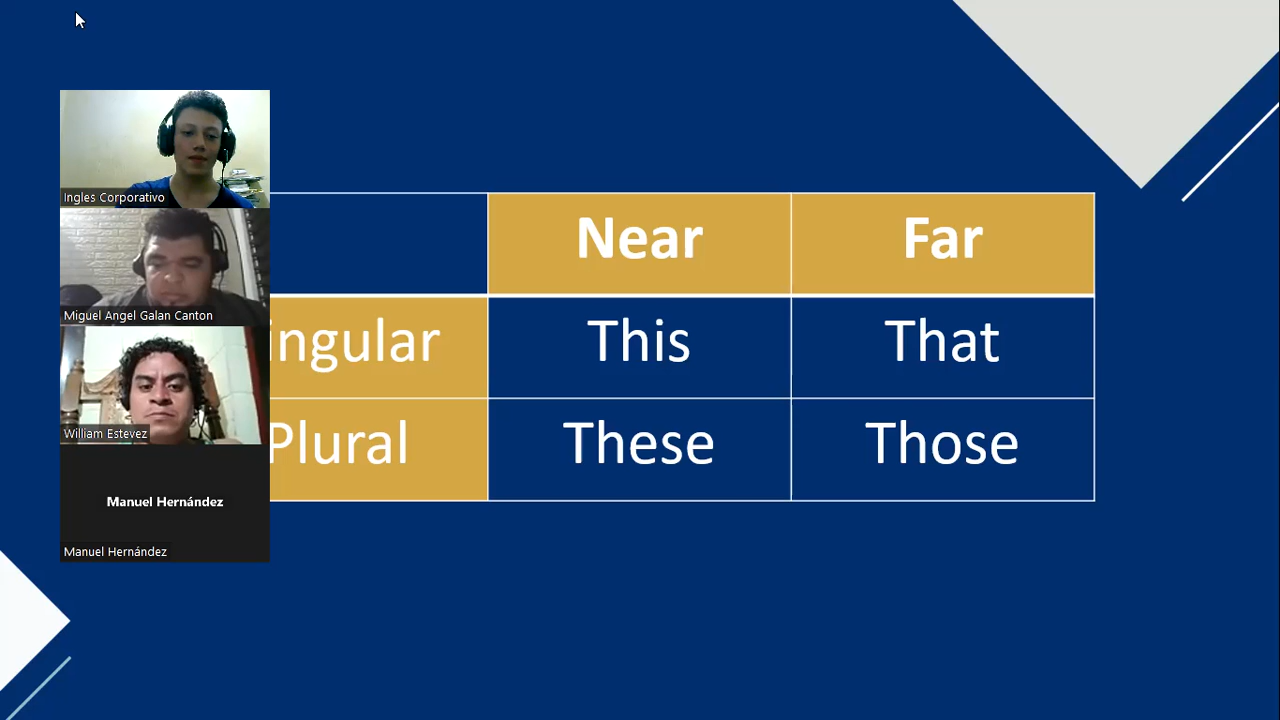 Ingles Corporativo
Miguel Angel Galan Canton
William Estevez
Manuel Hernández
Manuel Hernández
Near Far
ingular This That
Plural These Those